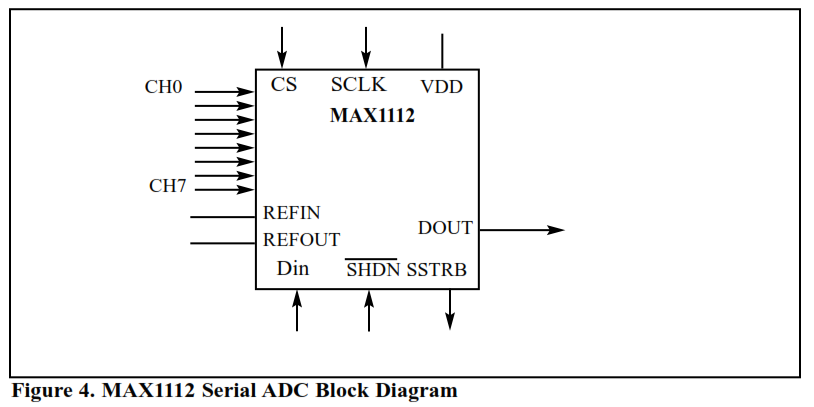 CH0
CS SCLK VDD
MAX1112
CH7
REFIN
DOUT
REFOUT
Din SHDN SSTRB
Figure 4. MAX1112 Serial ADC Block Diagram